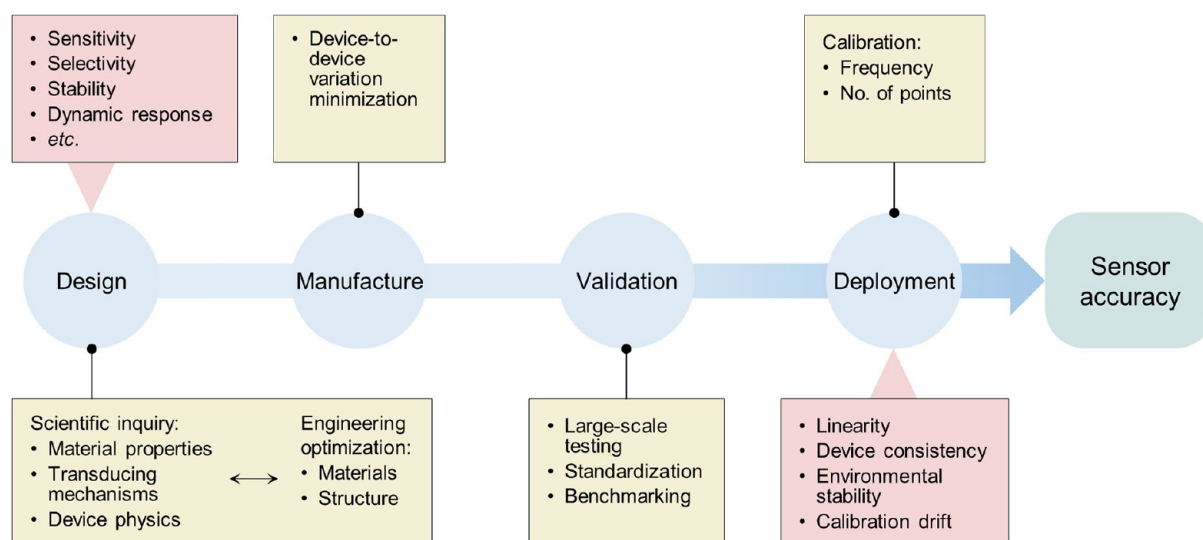 • Sensitivity
• Selectivity
• Stability
• Dynamic response
• etc.
• Device-to-
device
variation
minimization
Calibration:
• Frequency
• No. of points
Design
Manufacture
Validation
Deployment
Sensor
accuracy
Scientific inquiry:
• Material properties
• Transducing
mechanisms
• Device physics
Engineering
optimization:
• Materials
• Structure
• Large-scale
testing
• Standardization
• Benchmarking
• Linearity
• Device consistency
• Environmental
stability
• Calibration drift